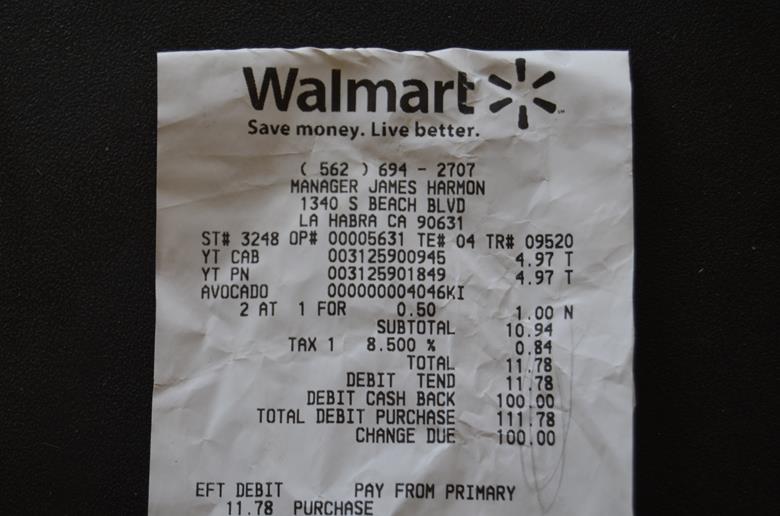 Walmart
Save money. Live better.
( 562 ) 694 - 2707
MANAGER JAMES HARMON
1340 S BEACH BLVD
LA HABRA CA 90631
ST# 3248 OP# 00005631 TE# 04 TR# 09520
YT CAB 003125900945 4.97 T
YT PN 003125901849 4.97 T
AVOCADO 000000004046KI
2 AT 1 FOR 0.50 1.00 N
SUBTOTAL 10.94
TAX 1 8.500 % 0.84
TOTAL 11.78
DEBIT TEND 11.78
DEBIT CASH BACK 100.00
TOTAL DEBIT PURCHASE 111.78
CHANGE DUE 100.00
EFT DEBIT PAY FROM PRIMARY
11.78 PURCHASE